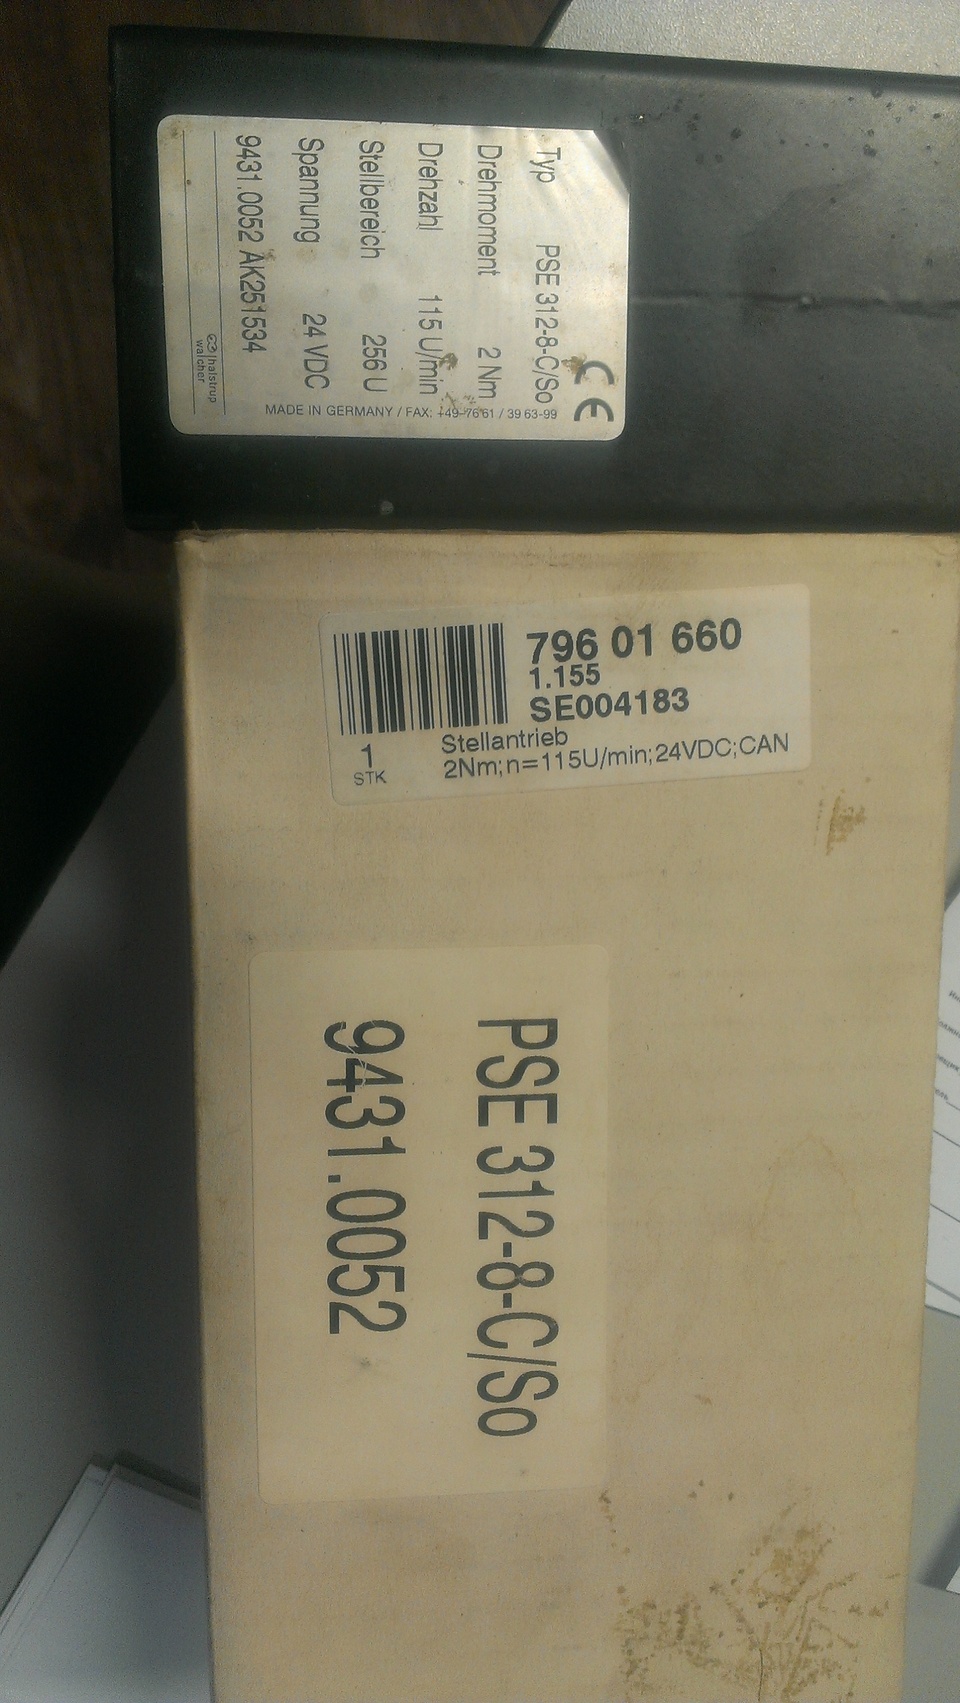 CE
Typ PSE 312-8-C/So
Drehmoment 2 Nm
Drehzahl 115 U/min
Stellbereich 256 U
Spannung 24 VDC
9431.0052 AK251534
halstrup
walcher
MADE IN GERMANY / FAX: +49-76 61 / 39 63-99
796 01 660
1.155
SE004183
Stellantrieb
2Nm;n=115U/min;24VDC;CAN
1
STK
PSE 312-8-C/So
9431.0052